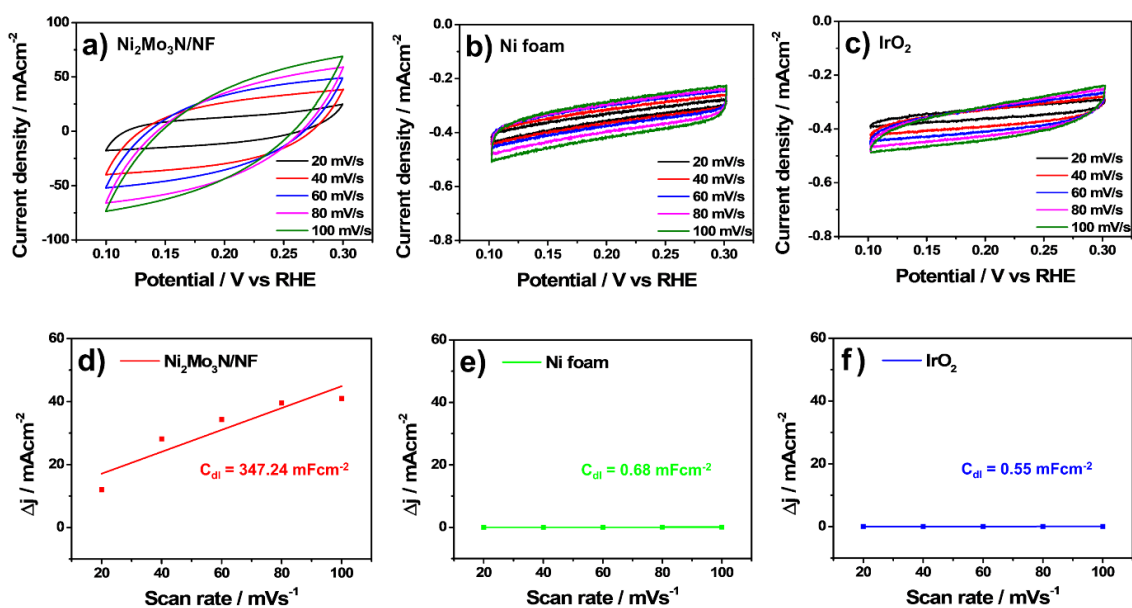 a) Ni₂Mo₃N/NF
100
50
0
-50
-100
Current density / mAcm⁻²
20 mV/s
40 mV/s
60 mV/s
80 mV/s
100 mV/s
0.10 0.15 0.20 0.25 0.30
Potential / V vs RHE
b) Ni foam
0.0
-0.2
-0.4
-0.6
-0.8
Current density / mAcm⁻²
20 mV/s
40 mV/s
60 mV/s
80 mV/s
100 mV/s
0.10 0.15 0.20 0.25 0.30
Potential / V vs RHE
c) IrO₂
0.0
-0.2
-0.4
-0.6
-0.8
Current density / mAcm⁻²
20 mV/s
40 mV/s
60 mV/s
80 mV/s
100 mV/s
0.10 0.15 0.20 0.25 0.30
Potential / V vs RHE
d) Ni₂Mo₃N/NF
60
40
20
0
Δj / mAcm⁻²
C_dl = 347.24 mFcm⁻²
20 40 60 80 100
Scan rate / mVs⁻¹
e) Ni foam
60
40
20
0
Δj / mAcm⁻²
C_dl = 0.68 mFcm⁻²
20 40 60 80 100
Scan rate / mVs⁻¹
f) IrO₂
60
40
20
0
Δj / mAcm⁻²
C_dl = 0.55 mFcm⁻²
20 40 60 80 100
Scan rate / mVs⁻¹